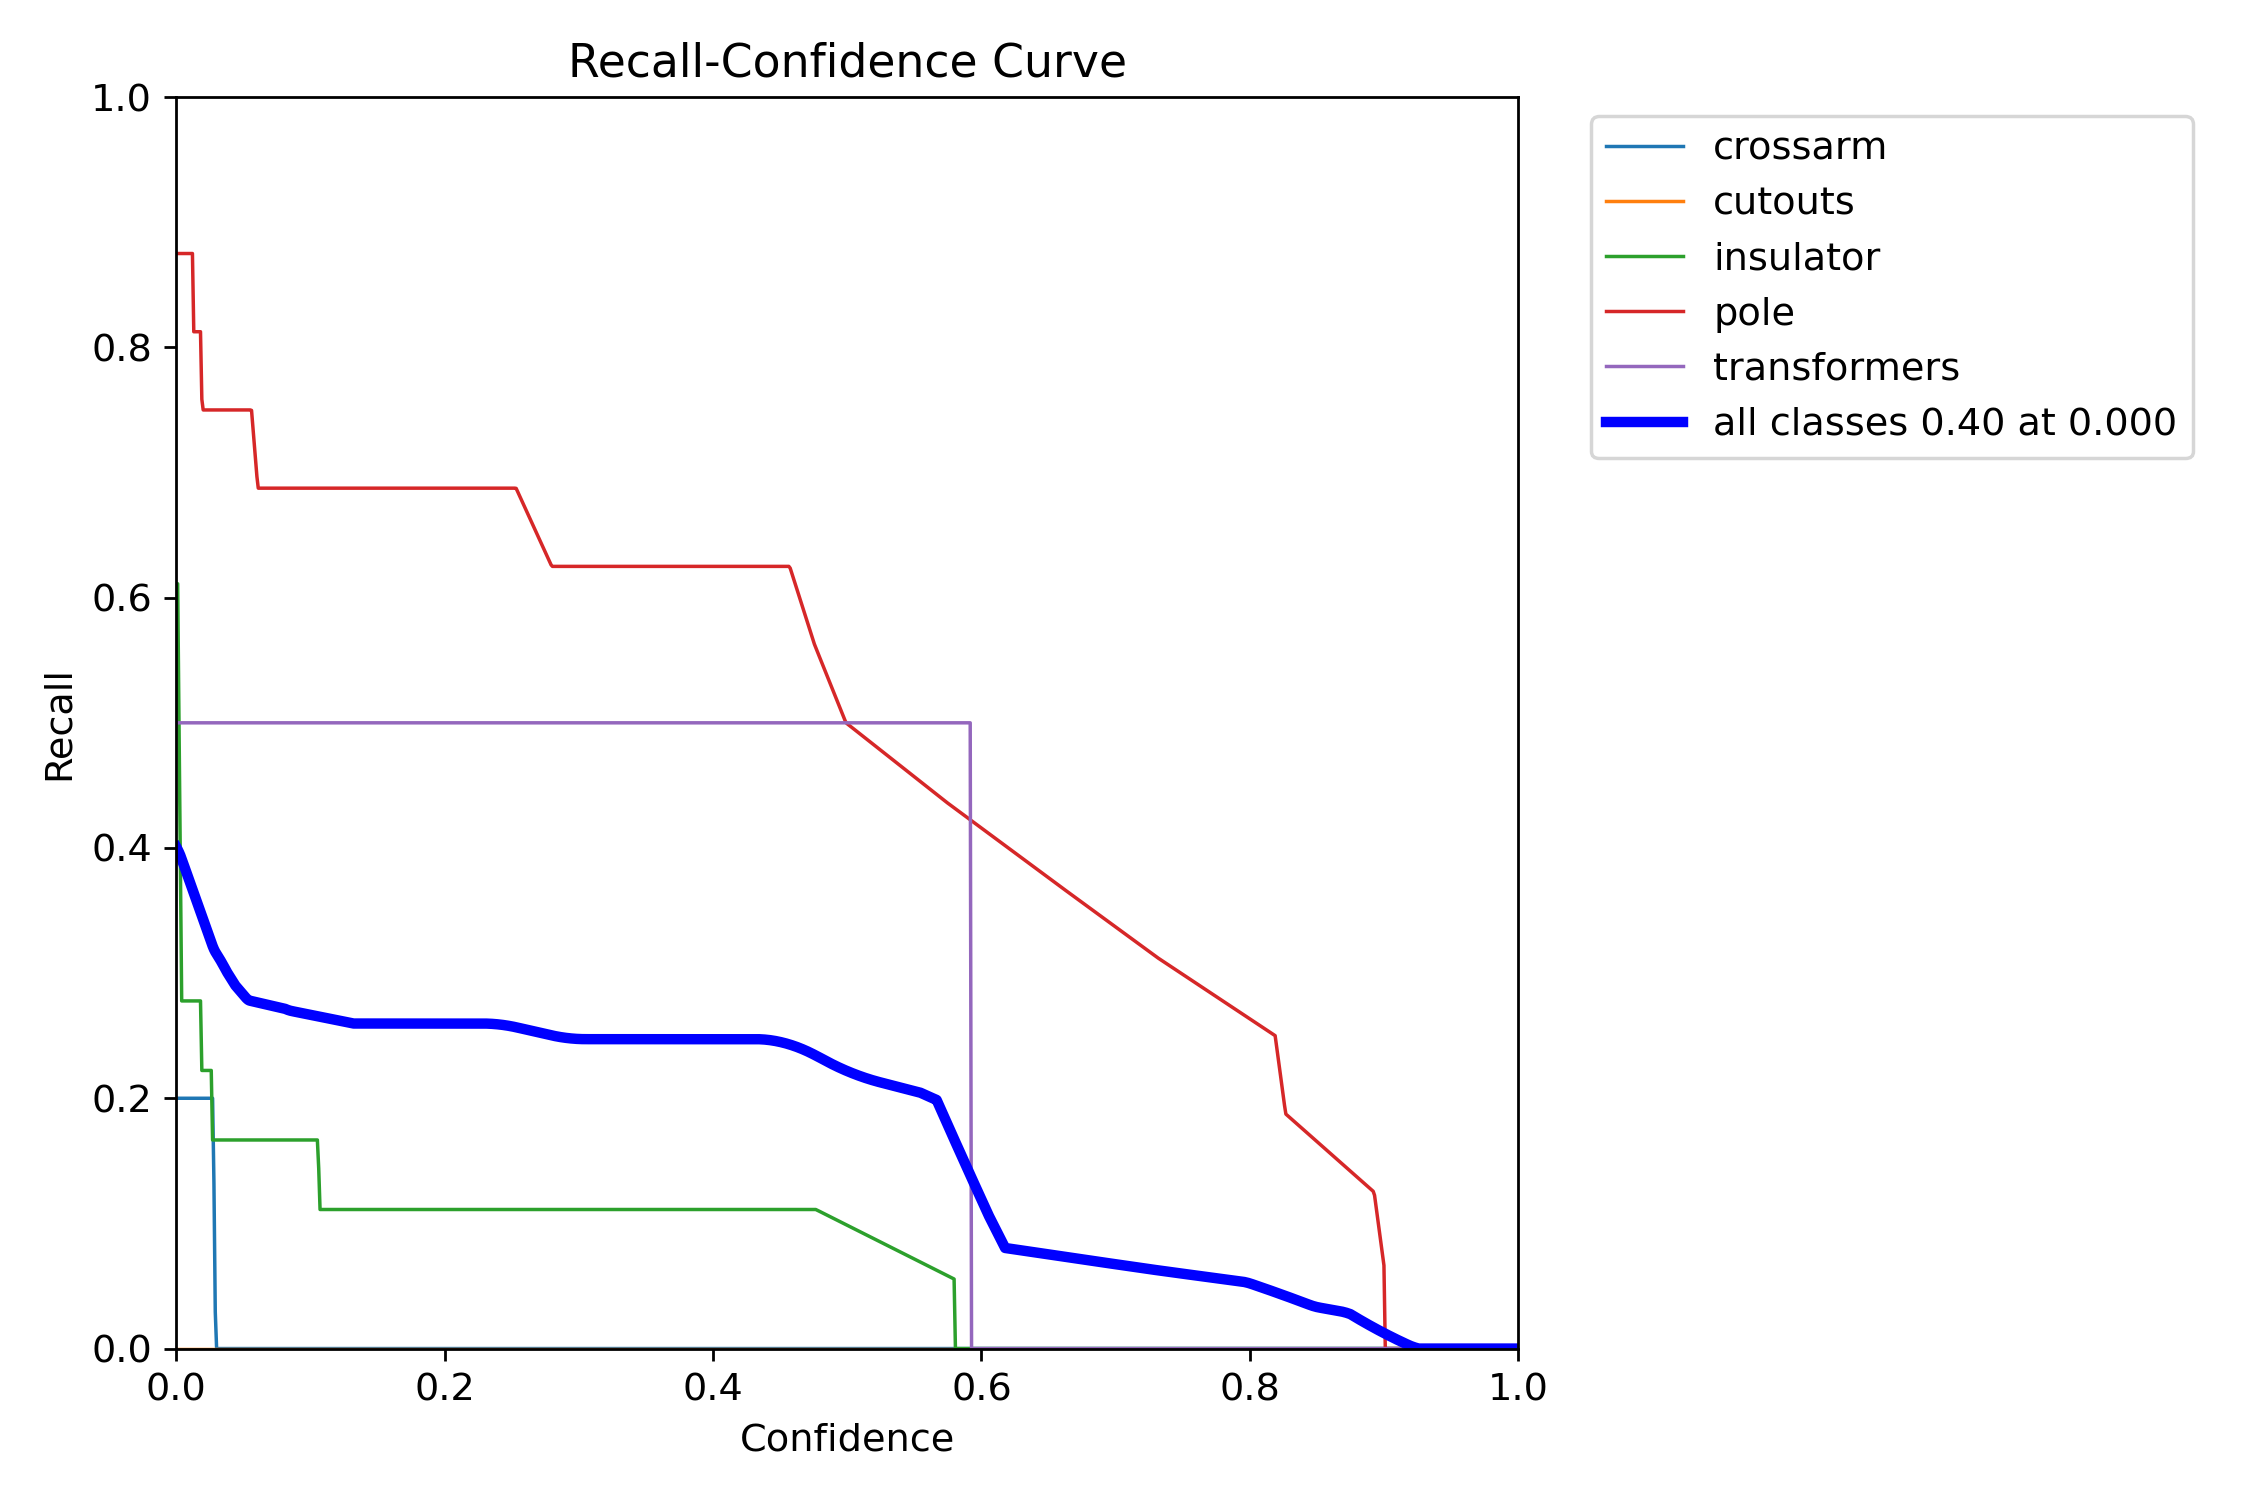 Recall-Confidence Curve
1.0
0.8
0.6
0.4
0.2
0.0
Recall
0.0 0.2 0.4 0.6 0.8 1.0
Confidence
crossarm
cutouts
insulator
pole
transformers
all classes 0.40 at 0.000